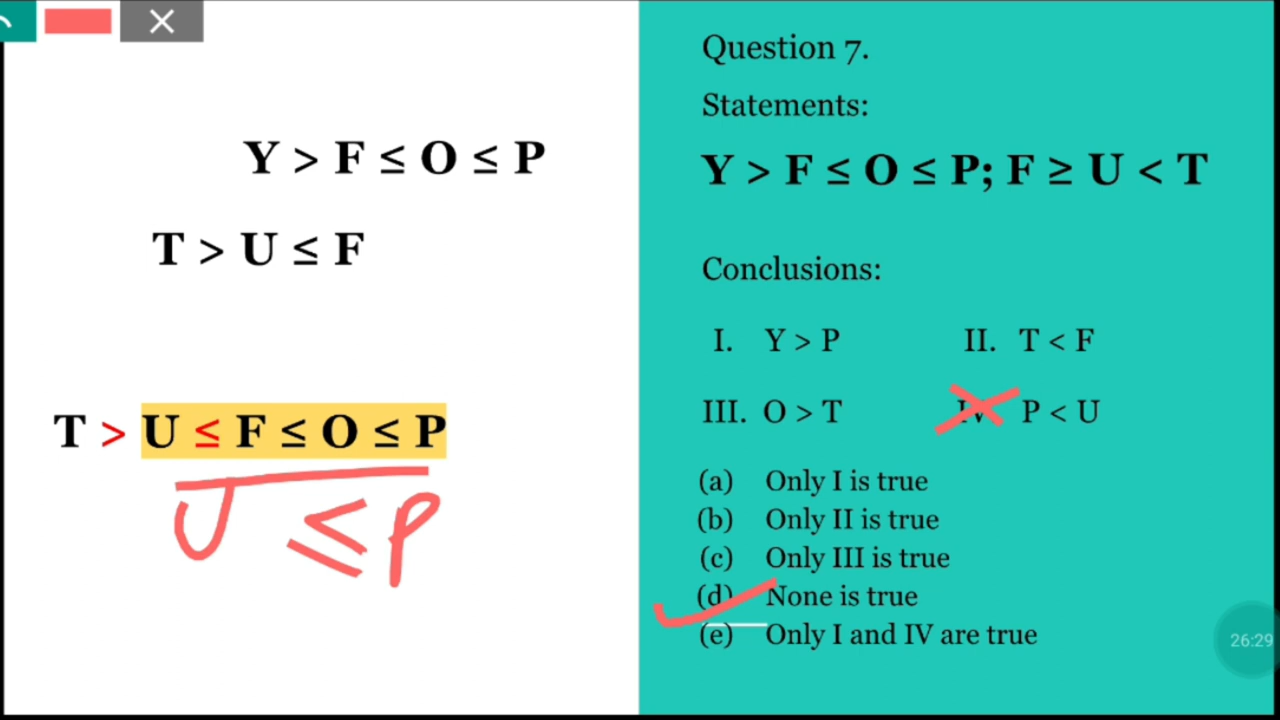 Y > F ≤ O ≤ P
T > U ≤ F
T > U ≤ F ≤ O ≤ P
U ≤ P
Question 7.
Statements:
Y > F ≤ O ≤ P; F ≥ U < T
Conclusions:
I. Y > P II. T < F
III. O > T IV P < U
(a) Only I is true
(b) Only II is true
(c) Only III is true
(d) None is true
(e) Only I and IV are true
26:29